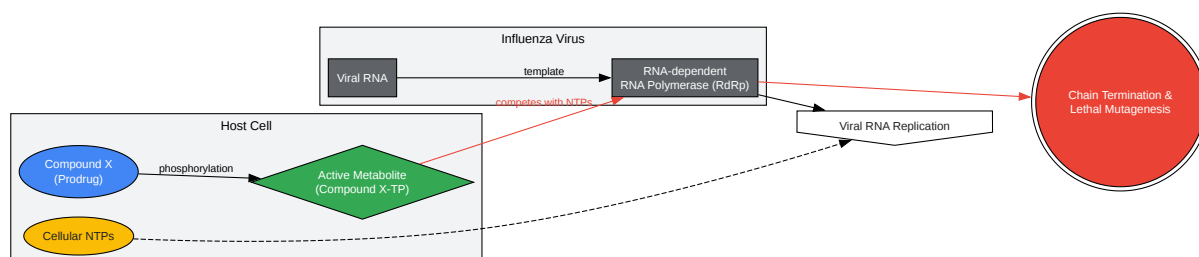 Influenza Virus
Viral RNA
template
RNA-dependent
RNA Polymerase (RdRp)
competes with NTPs
Chain Termination &
Lethal Mutagenesis
Viral RNA Replication
Host Cell
Compound X
(Prodrug)
phosphorylation
Active Metabolite
(Compound X-TP)
Cellular NTPs